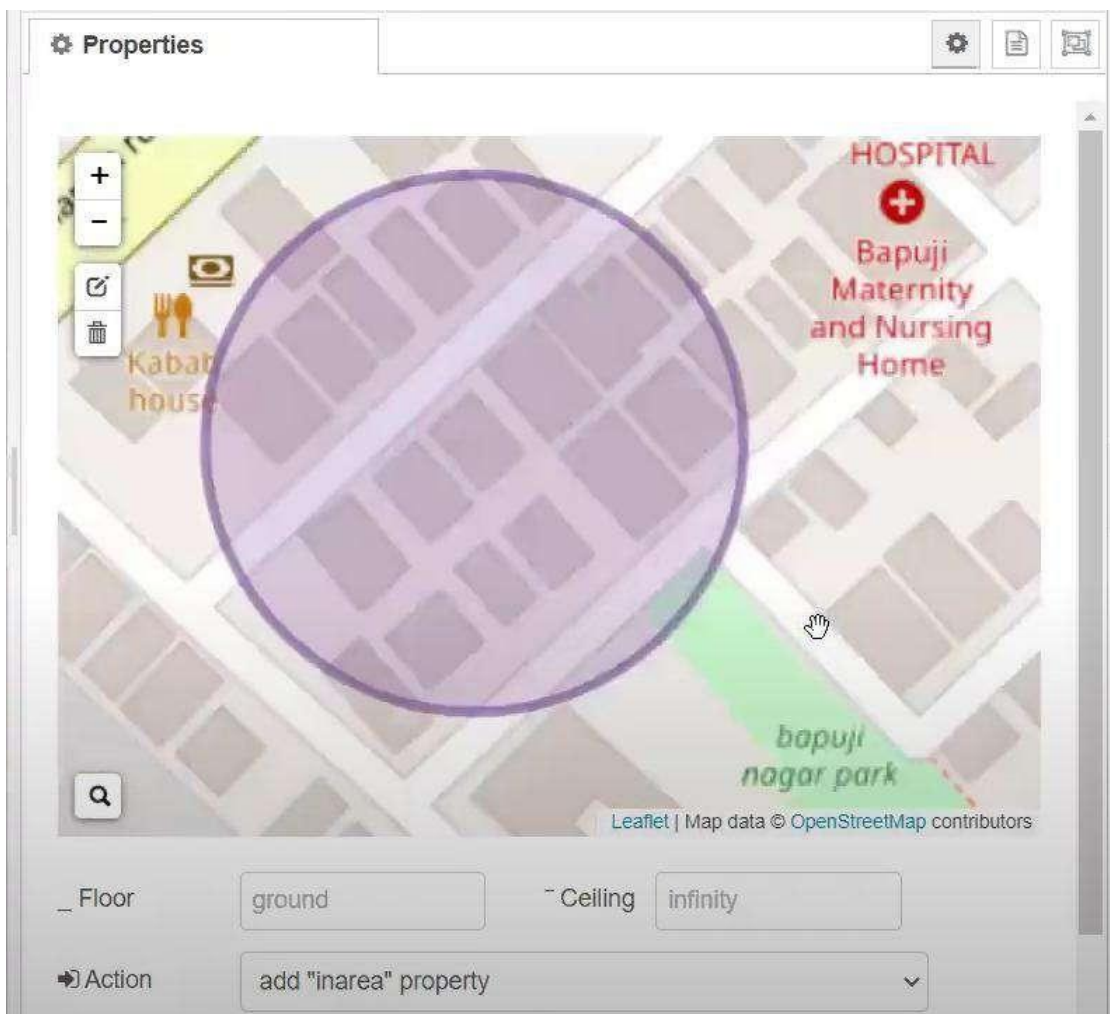 Properties
+
−
HOSPITAL
Bapuji
Maternity
and Nursing
Home
Kabab
house
bapuji
nagar park
Leaflet | Map data © OpenStreetMap contributors
Floor ground Ceiling infinity
Action add "inarea" property